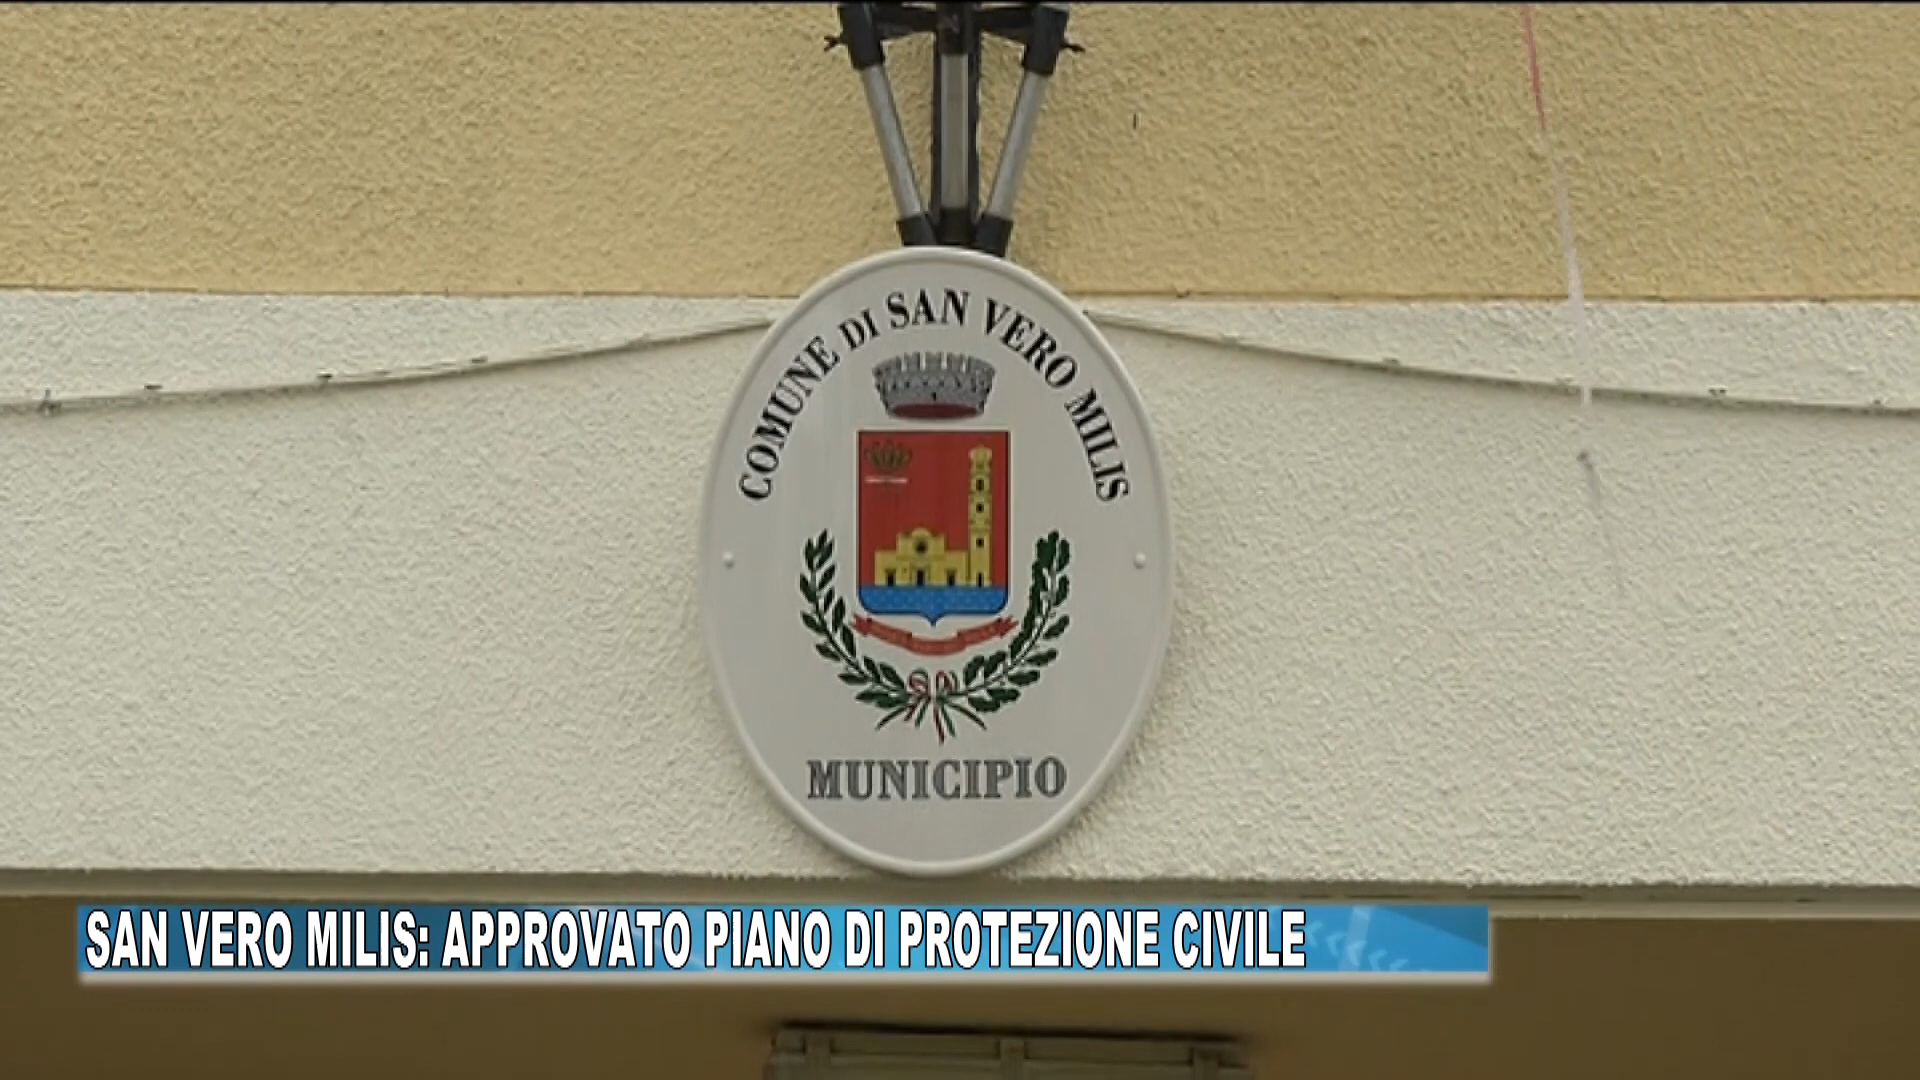 COMUNE DI SAN VERO MILIS
MUNICIPIO
SAN VERO MILIS: APPROVATO PIANO DI PROTEZIONE CIVILE